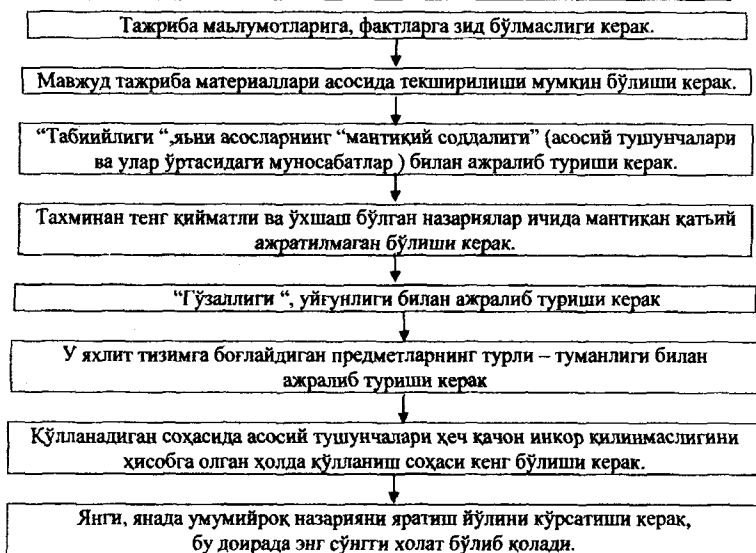 Тажриба маьлумотларига, фактларга зид бўлмаслиги керак.
Мавжуд тажриба материаллари асосида текширилиши мумкин бўлиши керак.
“Табиийлиги “,яьни асосларнинг “мантиқий соддалиги” (асосий тушунчалари
ва улар ўртасидаги муносабатлар ) билан ажралиб туриши керак.
Тахминан тенг қийматли ва ўхшаш бўлган назариялар ичида мантиқан қатъий
ажратилмаган бўлиши керак.
“Гўзаллиги “, уйғунлиги билан ажралиб туриши керак
У яхлит тизимга боғлайдиган предметларнинг турли – туманлиги билан
ажралиб туриши керак
Қўлланадиган соҳасида асосий тушунчалари ҳеч қачон инкор қилинмаслигини
ҳисобга олган ҳолда қўлланиш соҳаси кенг бўлиши керак.
Янги, янада умумийроқ назарияни яратиш йўлини кўрсатиши керак,
бу доирада энг сўнгги холат бўлиб қолади.